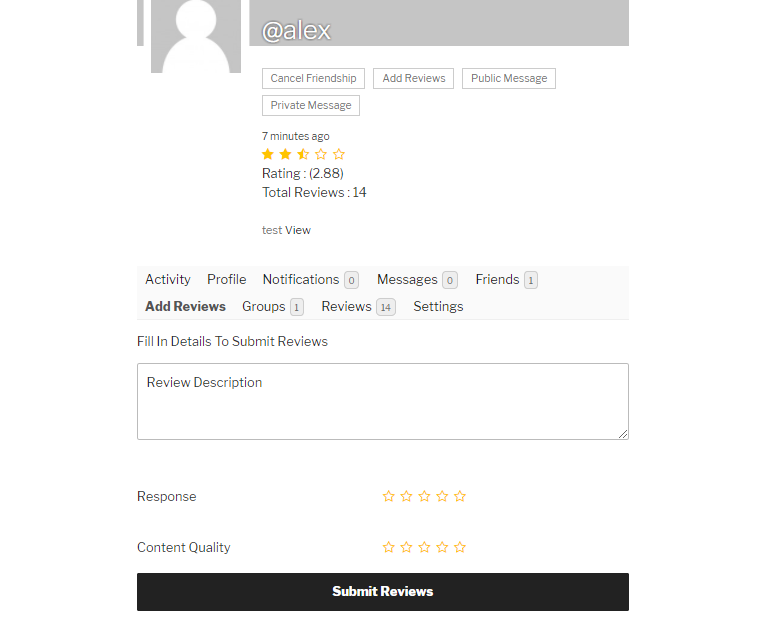 @alex
Cancel Friendship Add Reviews Public Message
Private Message
7 minutes ago
Rating : (2.88)
Total Reviews : 14
test View
Activity Profile Notifications 0 Messages 0 Friends 1
Add Reviews Groups 1 Reviews 14 Settings
Fill In Details To Submit Reviews
Review Description
Response
Content Quality
Submit Reviews